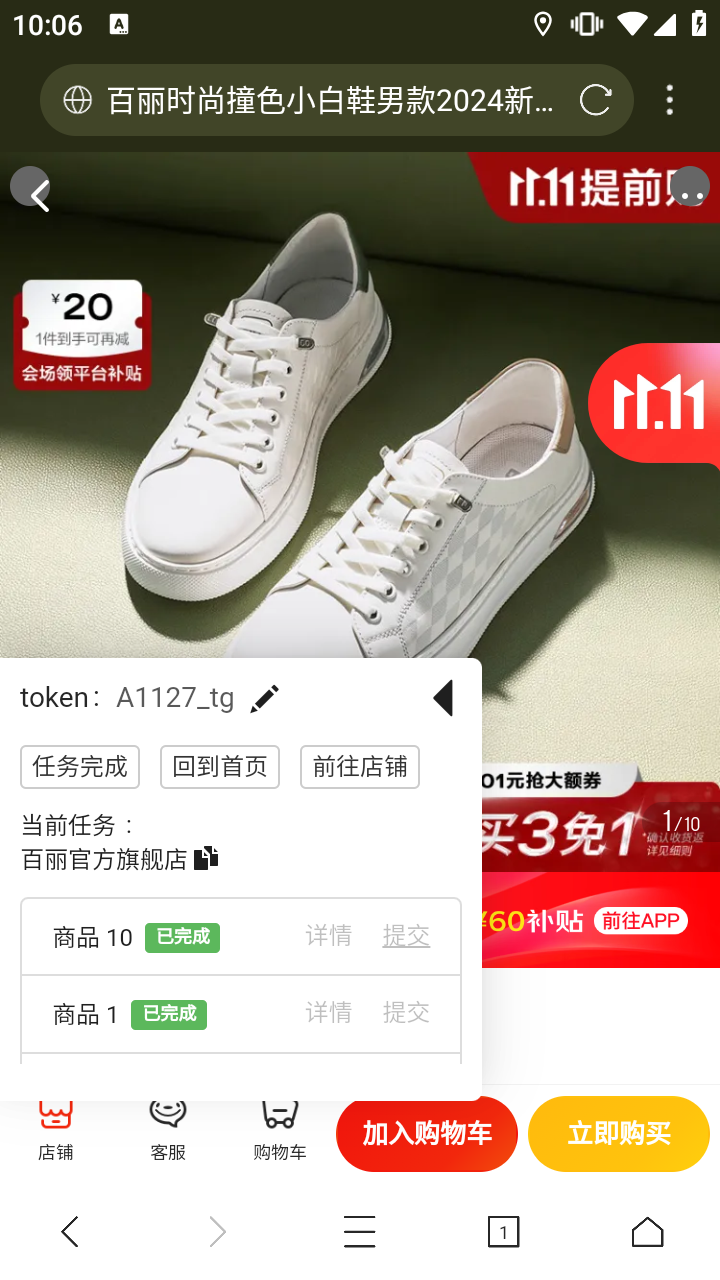 10:06
A
百丽时尚撞色小白鞋男款2024新…
11.11提前
¥20
1件到手可再减
会场领平台补贴
11.11
token：A1127_tg
任务完成 回到首页 前往店铺
01元抢大额券
当前任务：
买3免1
1/10
*确认收货返
详见细则
百丽官方旗舰店
¥60补贴 前往APP
商品 10 已完成 详情 提交
商品 1 已完成 详情 提交
店铺 客服 购物车 加入购物车 立即购买
1